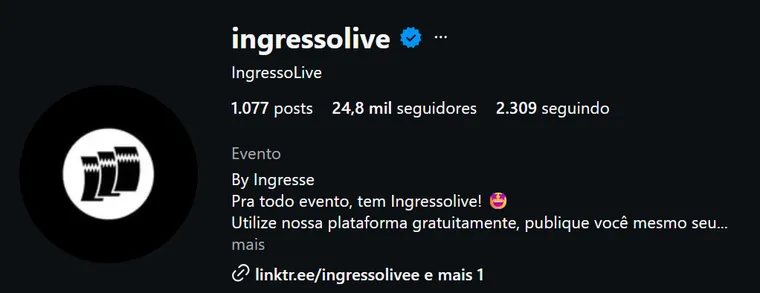 ingressolive ...
IngressoLive
1.077 posts 24,8 mil seguidores 2.309 seguindo
Evento
By Ingresse
Pra todo evento, tem Ingressolive! 🤩
Utilize nossa plataforma gratuitamente, publique você mesmo seu...
mais
linktr.ee/ingressolivee e mais 1